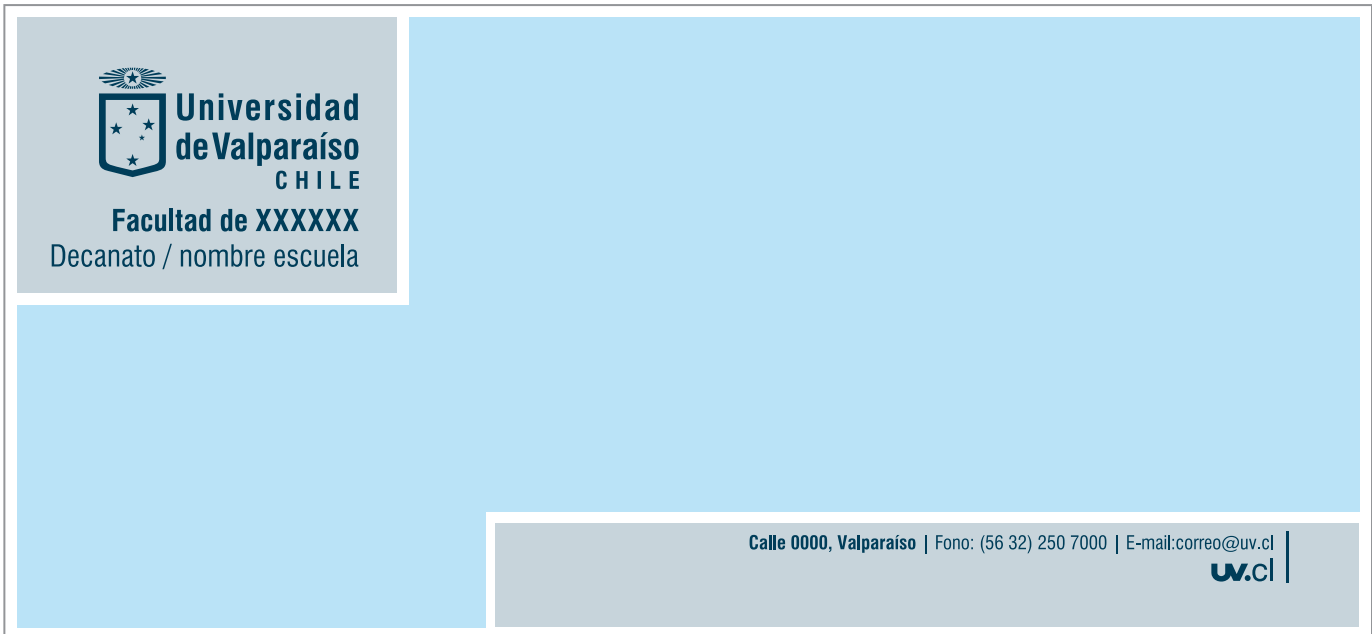 Universidad
de Valparaíso
CHILE
Facultad de XXXXXX
Decanato / nombre escuela
Calle 0000, Valparaíso | Fono: (56 32) 250 7000 | E-mail:correo@uv.cl
uv.cl